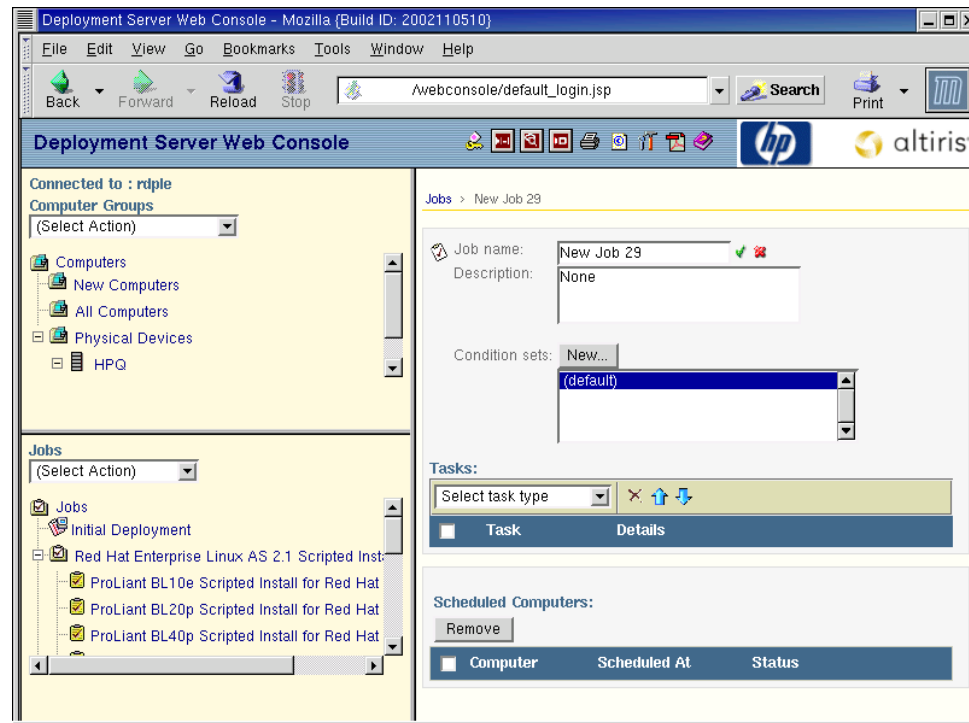 Deployment Server Web Console - Mozilla {Build ID: 2002110510}
File Edit View Go Bookmarks Tools Window Help
Back Forward Reload Stop /webconsole/default_login.jsp Search Print
Deployment Server Web Console hp altiris
Connected to : rdple
Computer Groups
(Select Action)
Computers
New Computers
All Computers
Physical Devices
HPQ
Jobs
(Select Action)
Jobs
Initial Deployment
Red Hat Enterprise Linux AS 2.1 Scripted Inst
ProLiant BL10e Scripted Install for Red Hat
ProLiant BL20p Scripted Install for Red Hat
ProLiant BL40p Scripted Install for Red Hat
Jobs > New Job 29
Job name: New Job 29
Description: None
Condition sets: New...
(default)
Tasks:
Select task type
Task Details
Scheduled Computers:
Remove
Computer Scheduled At Status